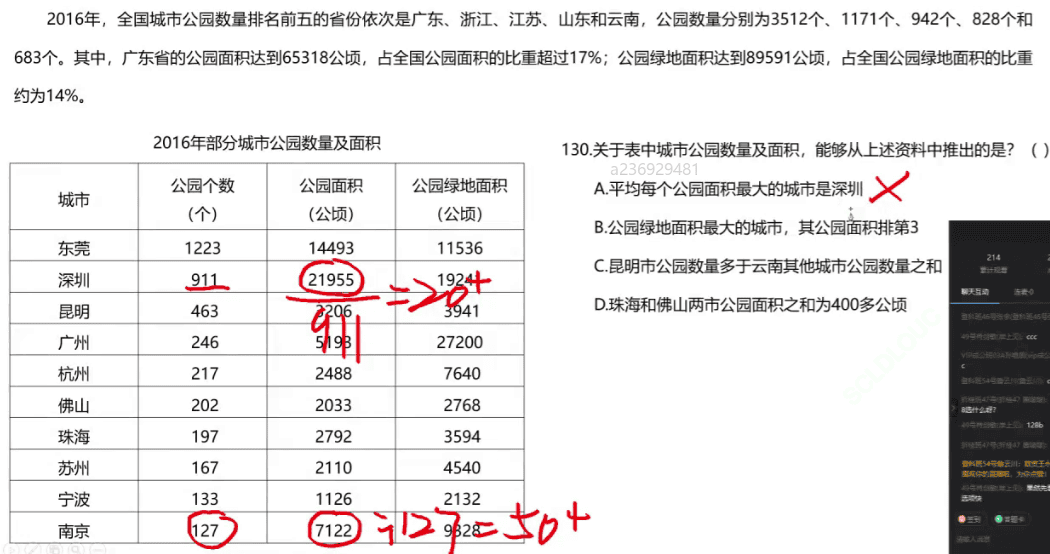 2016年，全国城市公园数量排名前五的省份依次是广东、浙江、江苏、山东和云南，公园数量分别为3512个、1171个、942个、828个和
683个。其中，广东省的公园面积达到65318公顷，占全国公园面积的比重超过17%；公园绿地面积达到89591公顷，占全国公园绿地面积的比重
约为14%。
2016年部分城市公园数量及面积
城市 公园个数（个） 公园面积（公顷） 公园绿地面积（公顷）
东莞 1223 14493 11536
深圳 911 21955 1924
昆明 463 3206 3941
广州 246 5193 27200
杭州 217 2488 7640
佛山 202 2033 2768
珠海 197 2792 3594
苏州 167 2110 4540
宁波 133 1126 2132
南京 127 7122 9328
911
=20+
÷127=50+
130.关于表中城市公园数量及面积，能够从上述资料中推出的是？（ ）
a236929481
A.平均每个公园面积最大的城市是深圳
B.公园绿地面积最大的城市，其公园面积排第3
C.昆明市公园数量多于云南其他城市公园数量之和
D.珠海和佛山两市公园面积之和为400多公顷
214
累计观看
聊天互动
ccc
c
B选什么呀?
128b
选项快
签到
答题卡